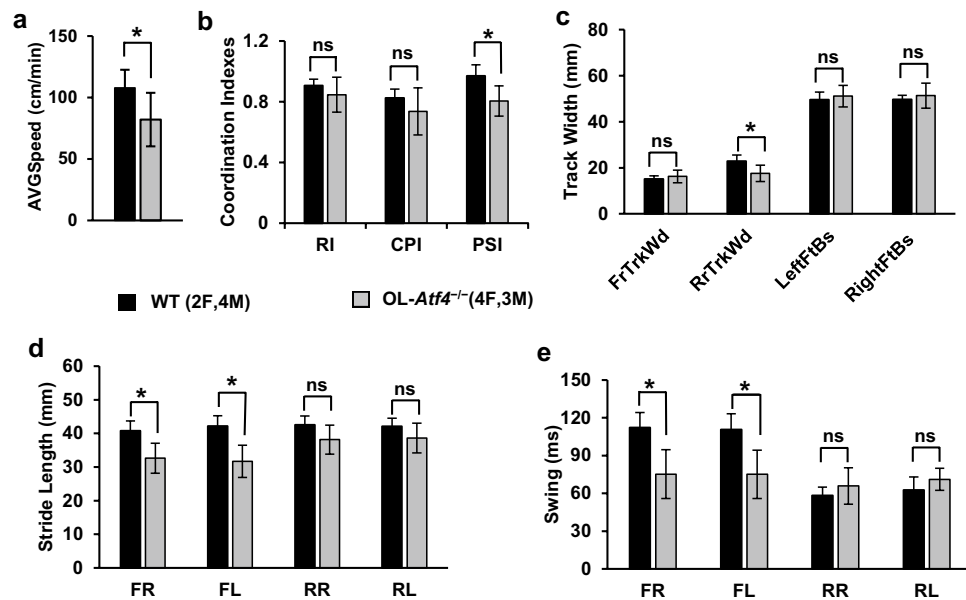 a
b
c
AVGSpeed (cm/min)
150
100
50
0
*
Coordination Indexes
1.2
0.8
0.4
0
ns
ns
*
RI
CPI
PSI
Track Width (mm)
80
60
40
20
0
ns
*
ns
ns
FrTrkWd
RrTrkWd
LeftFtBs
RightFtBs
WT (2F,4M)
OL-Atf4−/−(4F,3M)
d
Stride Length (mm)
60
50
40
30
20
10
0
*
*
ns
ns
FR
FL
RR
RL
e
Swing (ms)
150
120
90
60
30
0
*
*
ns
ns
FR
FL
RR
RL